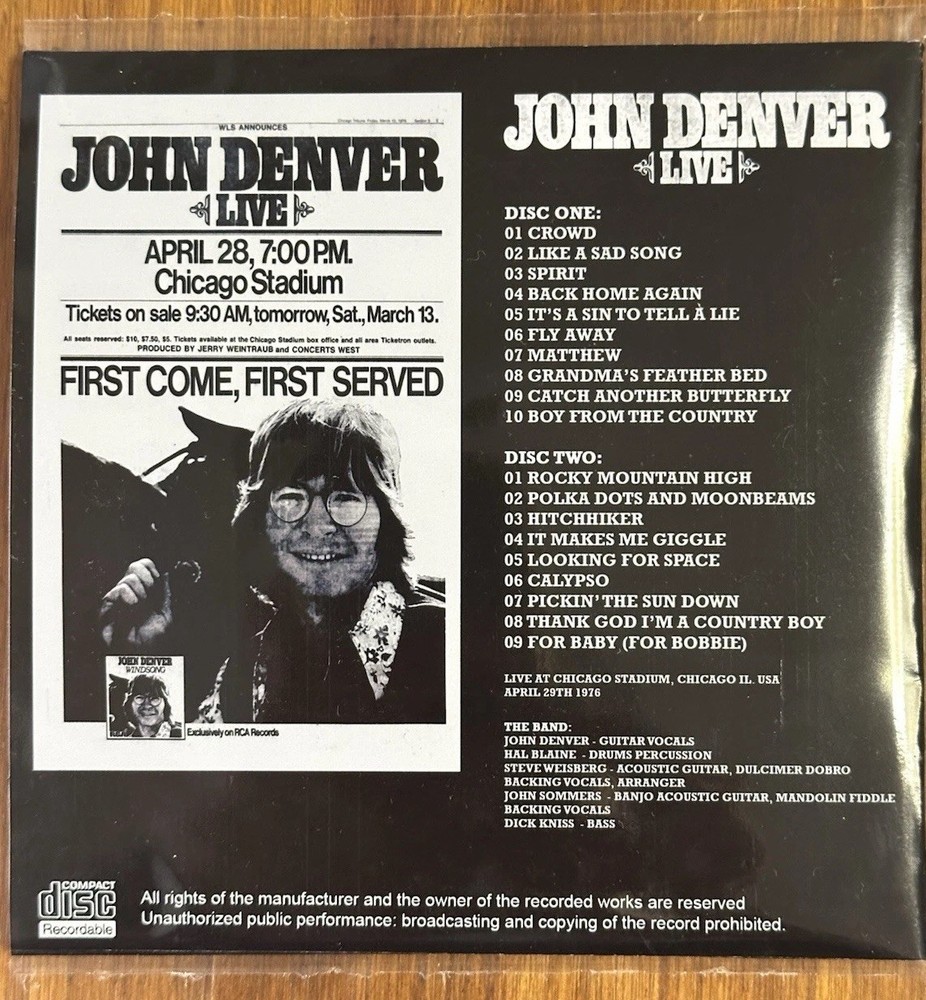 WLS ANNOUNCES
JOHN DENVER
LIVE
APRIL 28, 7:00 P.M.
Chicago Stadium
Tickets on sale 9:30 AM, tomorrow, Sat., March 13.
All seats reserved: $10, $7.50, $5. Tickets available at the Chicago Stadium box office and all area Ticketron outlets.
PRODUCED BY JERRY WEINTRAUB and CONCERTS WEST
FIRST COME, FIRST SERVED
JOHN DENVER
WINDSONG
Exclusively on RCA Records
JOHN DENVER
LIVE
DISC ONE:
01 CROWD
02 LIKE A SAD SONG
03 SPIRIT
04 BACK HOME AGAIN
05 IT'S A SIN TO TELL À LIE
06 FLY AWAY
07 MATTHEW
08 GRANDMA'S FEATHER BED
09 CATCH ANOTHER BUTTERFLY
10 BOY FROM THE COUNTRY
DISC TWO:
01 ROCKY MOUNTAIN HIGH
02 POLKA DOTS AND MOONBEAMS
03 HITCHHIKER
04 IT MAKES ME GIGGLE
05 LOOKING FOR SPACE
06 CALYPSO
07 PICKIN' THE SUN DOWN
08 THANK GOD I'M A COUNTRY BOY
09 FOR BABY (FOR BOBBIE)
LIVE AT CHICAGO STADIUM, CHICAGO IL. USA
APRIL 29TH 1976
THE BAND:
JOHN DENVER - GUITAR VOCALS
HAL BLAINE - DRUMS PERCUSSION
STEVE WEISBERG - ACOUSTIC GUITAR, DULCIMER DOBRO
BACKING VOCALS, ARRANGER
JOHN SOMMERS - BANJO ACOUSTIC GUITAR, MANDOLIN FIDDLE
BACKING VOCALS
DICK KNISS - BASS
COMPACT
disc
Recordable
All rights of the manufacturer and the owner of the recorded works are reserved
Unauthorized public performance: broadcasting and copying of the record prohibited.